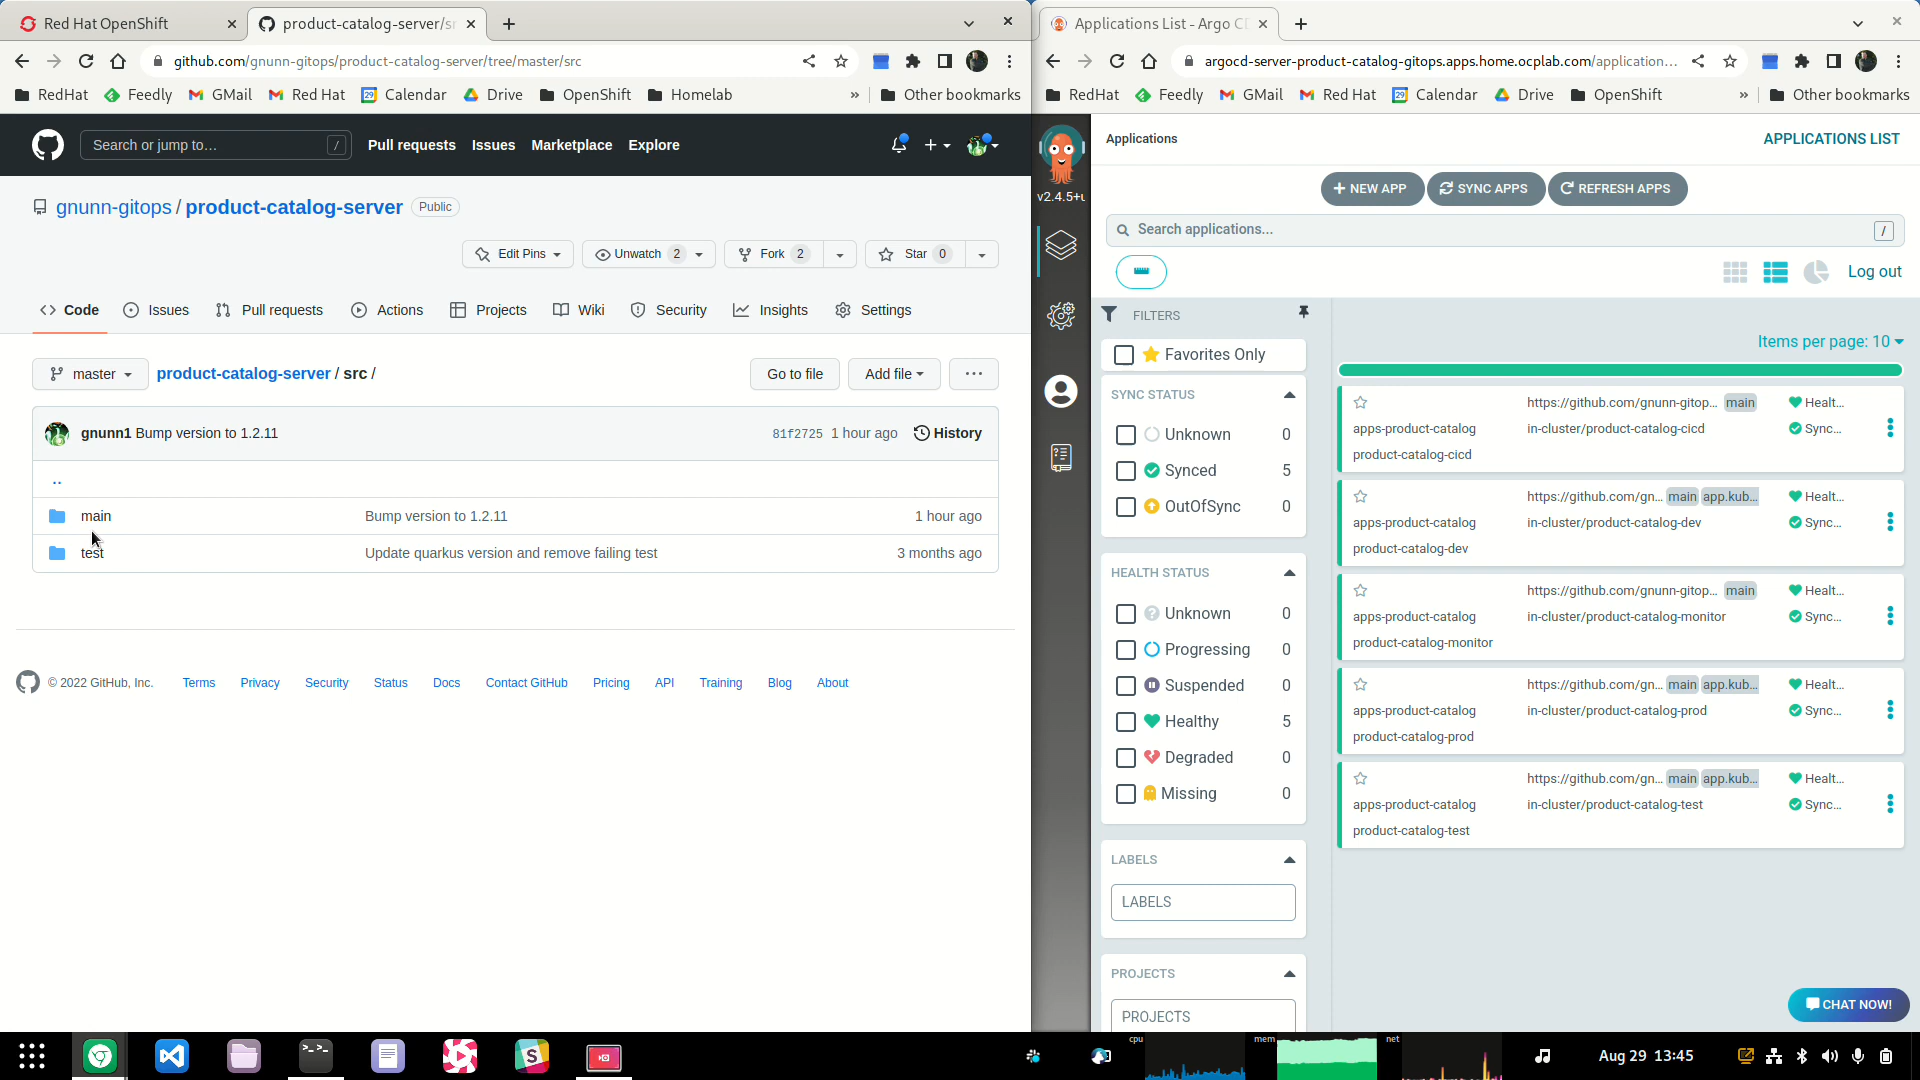 Red Hat OpenShift
product-catalog-server/sr
github.com/gnunn-gitops/product-catalog-server/tree/master/src
RedHat Feedly GMail Red Hat Calendar Drive OpenShift Homelab » Other bookmarks
Search or jump to… / Pull requests Issues Marketplace Explore
gnunn-gitops / product-catalog-server Public
Edit Pins Unwatch 2 Fork 2 Star 0
Code Issues Pull requests Actions Projects Wiki Security Insights Settings
master product-catalog-server / src / Go to file Add file ...
gnunn1 Bump version to 1.2.11 81f2725 1 hour ago History
..
main Bump version to 1.2.11 1 hour ago
test Update quarkus version and remove failing test 3 months ago
© 2022 GitHub, Inc. Terms Privacy Security Status Docs Contact GitHub Pricing API Training Blog About
Applications List - Argo CD
argocd-server-product-catalog-gitops.apps.home.ocplab.com/application...
RedHat Feedly GMail Red Hat Calendar Drive OpenShift » Other bookmarks
v2.4.5+u
Applications APPLICATIONS LIST
+ NEW APP SYNC APPS REFRESH APPS
Search applications... /
Log out
FILTERS
Favorites Only
SYNC STATUS
Unknown 0
Synced 5
OutOfSync 0
HEALTH STATUS
Unknown 0
Progressing 0
Suspended 0
Healthy 5
Degraded 0
Missing 0
LABELS
LABELS
PROJECTS
PROJECTS
Items per page: 10
https://github.com/gnunn-gitop... main Healt...
apps-product-catalog in-cluster/product-catalog-cicd Sync...
product-catalog-cicd
https://github.com/gn... main app.kub... Healt...
apps-product-catalog in-cluster/product-catalog-dev Sync...
product-catalog-dev
https://github.com/gnunn-gitop... main Healt...
apps-product-catalog in-cluster/product-catalog-monitor Sync...
product-catalog-monitor
https://github.com/gn... main app.kub... Healt...
apps-product-catalog in-cluster/product-catalog-prod Sync...
product-catalog-prod
https://github.com/gn... main app.kub... Healt...
apps-product-catalog in-cluster/product-catalog-test Sync...
product-catalog-test
CHAT NOW!
cpu mem net Aug 29 13:45